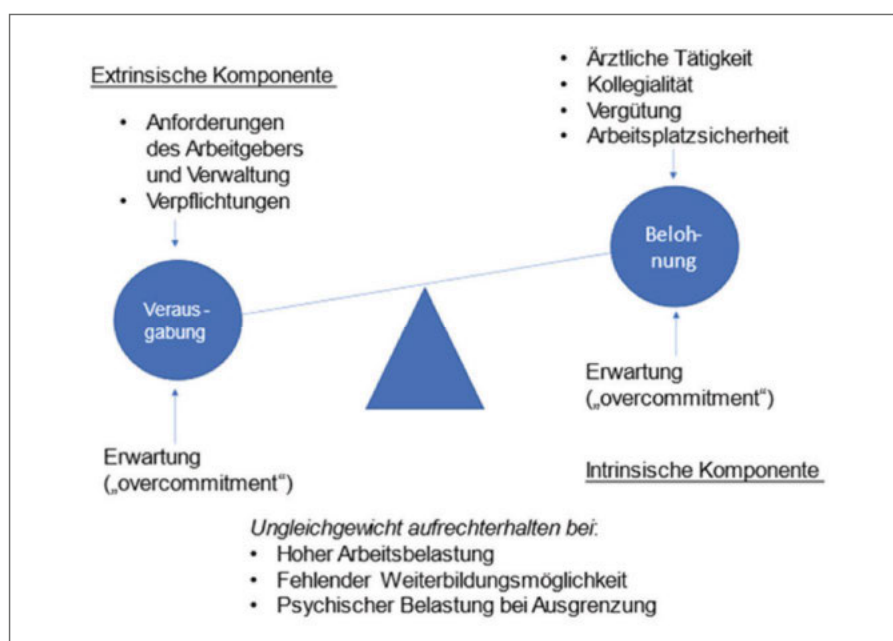 Extrinsische Komponente
• Anforderungen
des Arbeitgebers
und Verwaltung
• Verpflichtungen
• Ärztliche Tätigkeit
• Kollegialität
• Vergütung
• Arbeitsplatzsicherheit
Veraus-
gabung
Beloh-
nung
Erwartung
(„overcommitment“)
Erwartung
(„overcommitment“)
Intrinsische Komponente
Ungleichgewicht aufrechterhalten bei:
• Hoher Arbeitsbelastung
• Fehlender Weiterbildungsmöglichkeit
• Psychischer Belastung bei Ausgrenzung